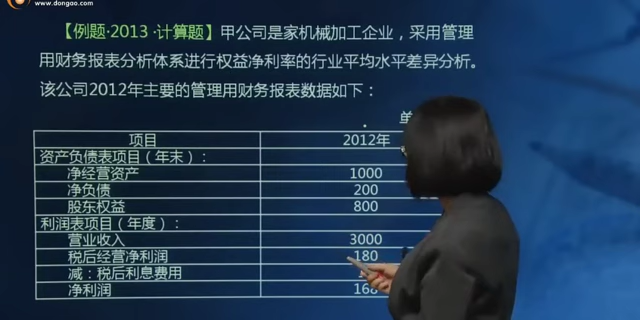 www.dongao.com
【例题·2013·计算题】甲公司是家机械加工企业，采用管理
用财务报表分析体系进行权益净利率的行业平均水平差异分析。
该公司2012年主要的管理用财务报表数据如下：
单
项目 2012年
资产负债表项目（年末）：
净经营资产 1000
净负债 200
股东权益 800
利润表项目（年度）：
营业收入 3000
税后经营净利润 180
减：税后利息费用
净利润 168